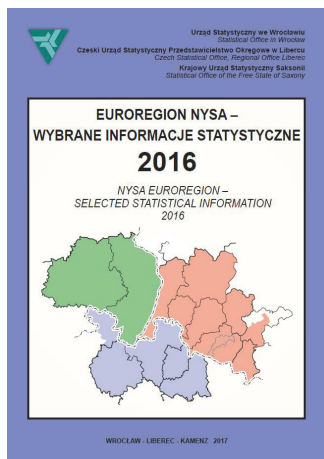 Urząd Statystyczny we Wrocławiu
Statistical Office in Wrocław
Czeski Urząd Statystyczny Przedstawicielstwo Okręgowe w Libercu
Czech Statistical Office, Regional Office Liberec
Krajowy Urząd Statystyczny Saksonii
Statistical Office of the Free State of Saxony
EUROREGION NYSA –
WYBRANE INFORMACJE STATYSTYCZNE
2016
NYSA EUROREGION –
SELECTED STATISTICAL INFORMATION
2016
WROCŁAW - LIBEREC - KAMENZ 2017